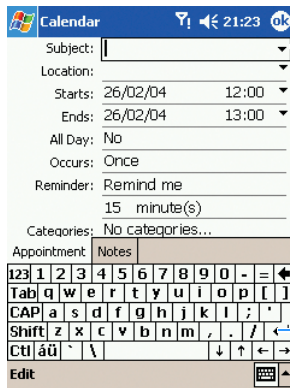 Calendar 21:23 ok
Subject:
Location:
Starts: 26/02/04 12:00
Ends: 26/02/04 13:00
All Day: No
Occurs: Once
Reminder: Remind me
15 minute(s)
Categories: No categories...
Appointment Notes
123 1 2 3 4 5 6 7 8 9 0 - =
Tab q w e r t y u i o p [ ]
CAP a s d f g h j k l ; '
Shift z x c v b n m , . /
Ctl áü ` \ ↓ ↑ ← →
Edit